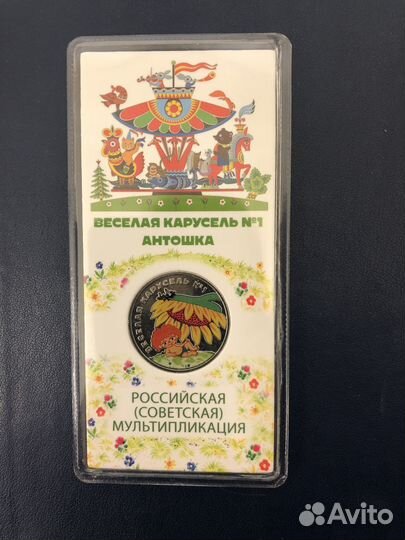 ВЕСЕЛАЯ КАРУСЕЛЬ №1
АНТОШКА
ВЕСЕЛАЯ КАРУСЕЛЬ №1
РОССИЙСКАЯ
(СОВЕТСКАЯ)
МУЛЬТИПЛИКАЦИЯ
Avito